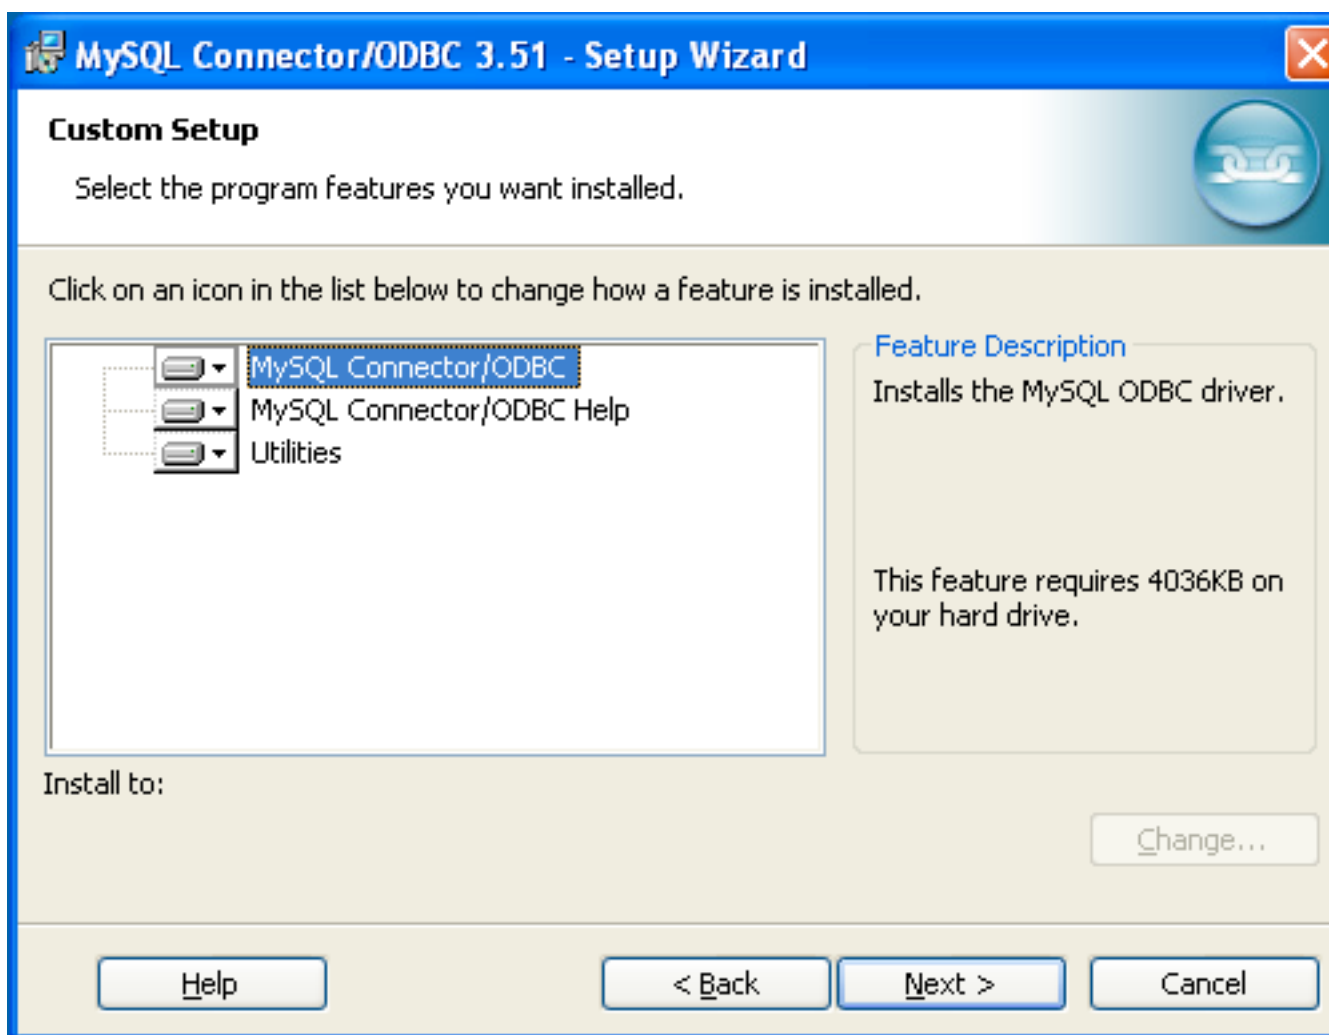 MySQL Connector/ODBC 3.51 - Setup Wizard
Custom Setup
Select the program features you want installed.
Click on an icon in the list below to change how a feature is installed.
MySQL Connector/ODBC
MySQL Connector/ODBC Help
Utilities
Feature Description
Installs the MySQL ODBC driver.
This feature requires 4036KB on
your hard drive.
Install to:
Change...
Help
< Back
Next >
Cancel